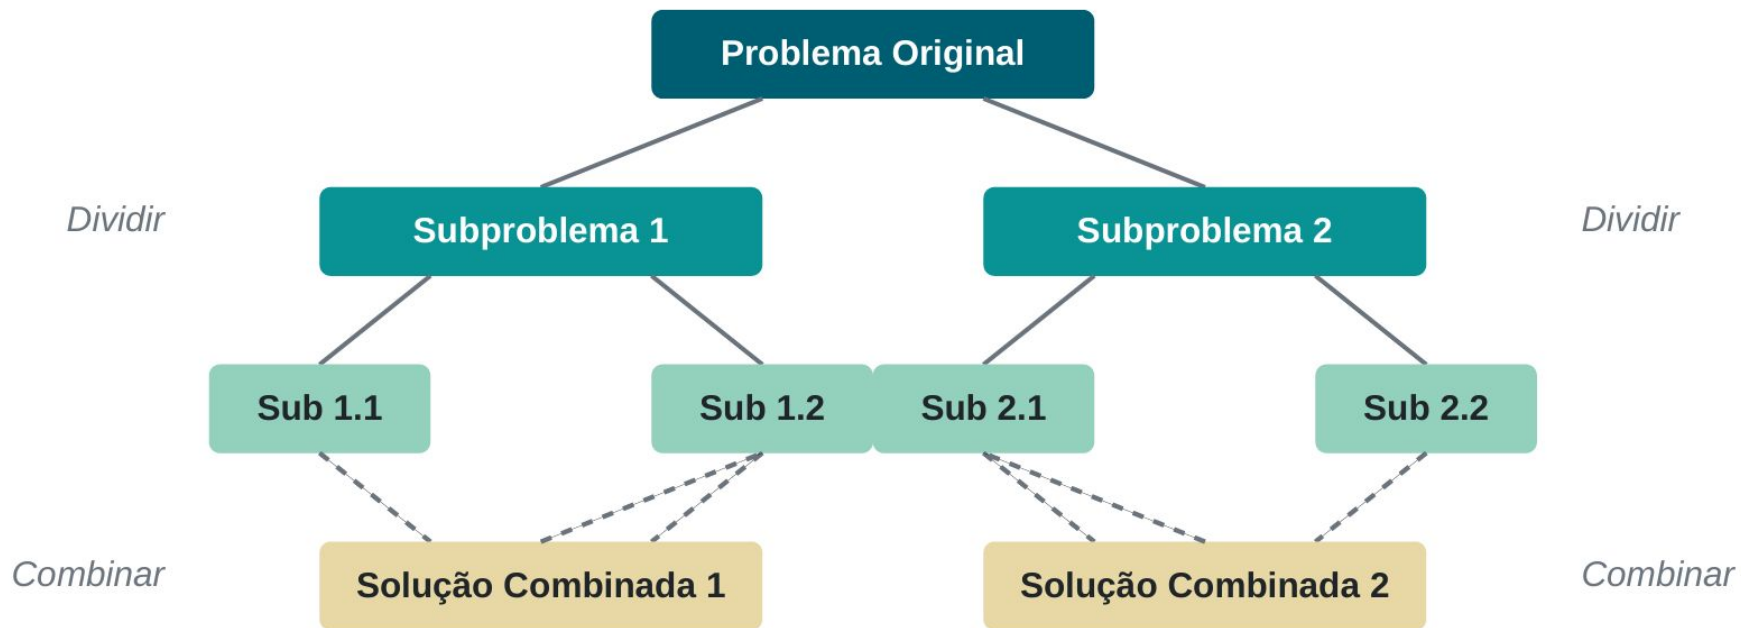 Problema Original
Dividir
Subproblema 1
Subproblema 2
Dividir
Sub 1.1
Sub 1.2
Sub 2.1
Sub 2.2
Combinar
Solução Combinada 1
Solução Combinada 2
Combinar